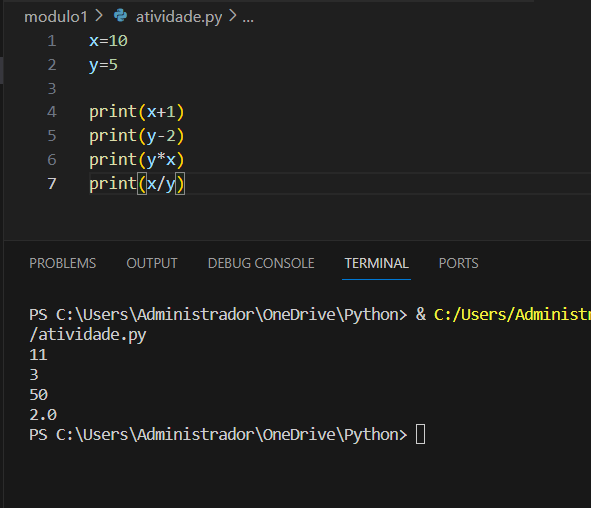 modulo1 > atividade.py > ...
1 x=10
2 y=5
3
4 print(x+1)
5 print(y-2)
6 print(y*x)
7 print(x/y)
PROBLEMS OUTPUT DEBUG CONSOLE TERMINAL PORTS
PS C:\Users\Administrador\OneDrive\Python> & C:/Users/Administr
/atividade.py
11
3
50
2.0
PS C:\Users\Administrador\OneDrive\Python>